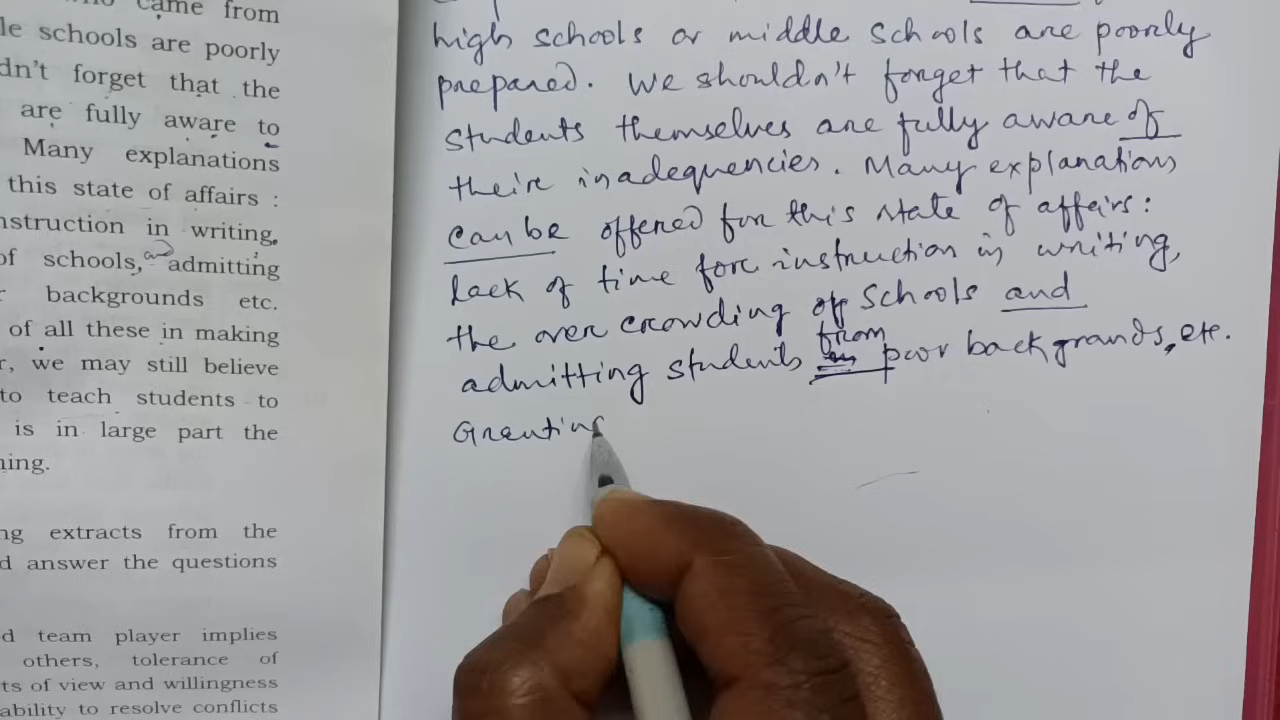 came from
le schools are poorly
dn't forget that the
are fully aware to
Many explanations
this state of affairs :
nstruction in writing,
of schools, and admitting
r backgrounds etc.
of all these in making
r, we may still believe
to teach students to
is in large part the
ning.
ng extracts from the
d answer the questions
d team player implies
others, tolerance of
ts of view and willingness
ability to resolve conflicts
high schools or middle schools are poorly
prepared. We shouldn't forget that the
students themselves are fully aware of
their inadequencies. Many explanations
can be offered for this state of affairs:
lack of time for instruction in writing,
the over crowding of schools and
admitting students from poor backgrands, etc.
Grantin